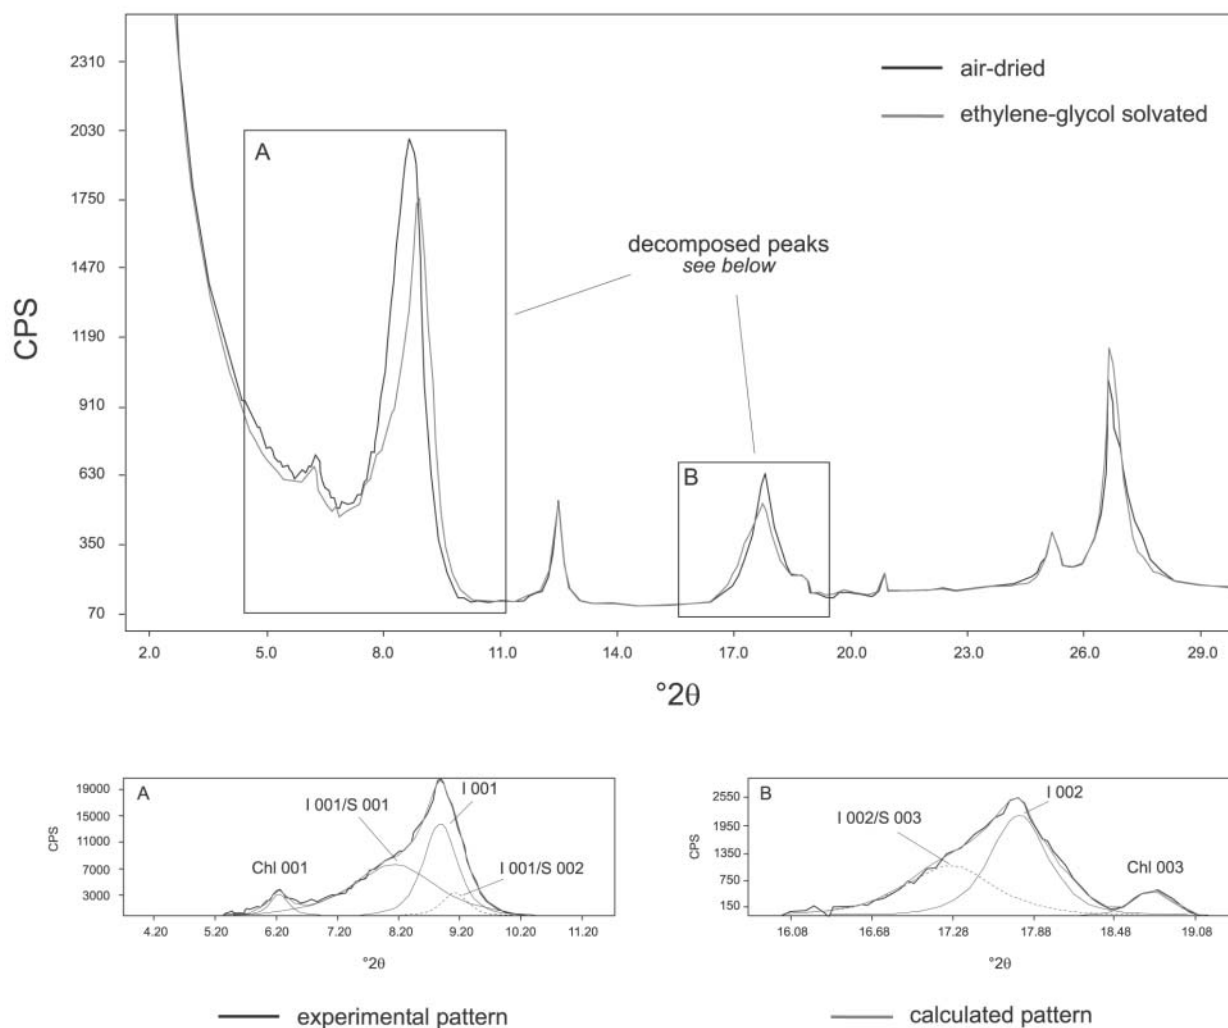 2310
2030
1750
1470
1190
910
630
350
70
CPS
A
B
air-dried
ethylene-glycol solvated
decomposed peaks
see below
2.0 5.0 8.0 11.0 14.0 17.0 20.0 23.0 26.0 29.0
°2θ
A
19000
15000
11000
7000
3000
CPS
Chl 001
I 001/S 001
I 001
I 001/S 002
4.20 5.20 6.20 7.20 8.20 9.20 10.20 11.20
°2θ
B
2550
1950
1350
750
150
CPS
I 002/S 003
I 002
Chl 003
16.08 16.68 17.28 17.88 18.48 19.08
°2θ
experimental pattern
calculated pattern